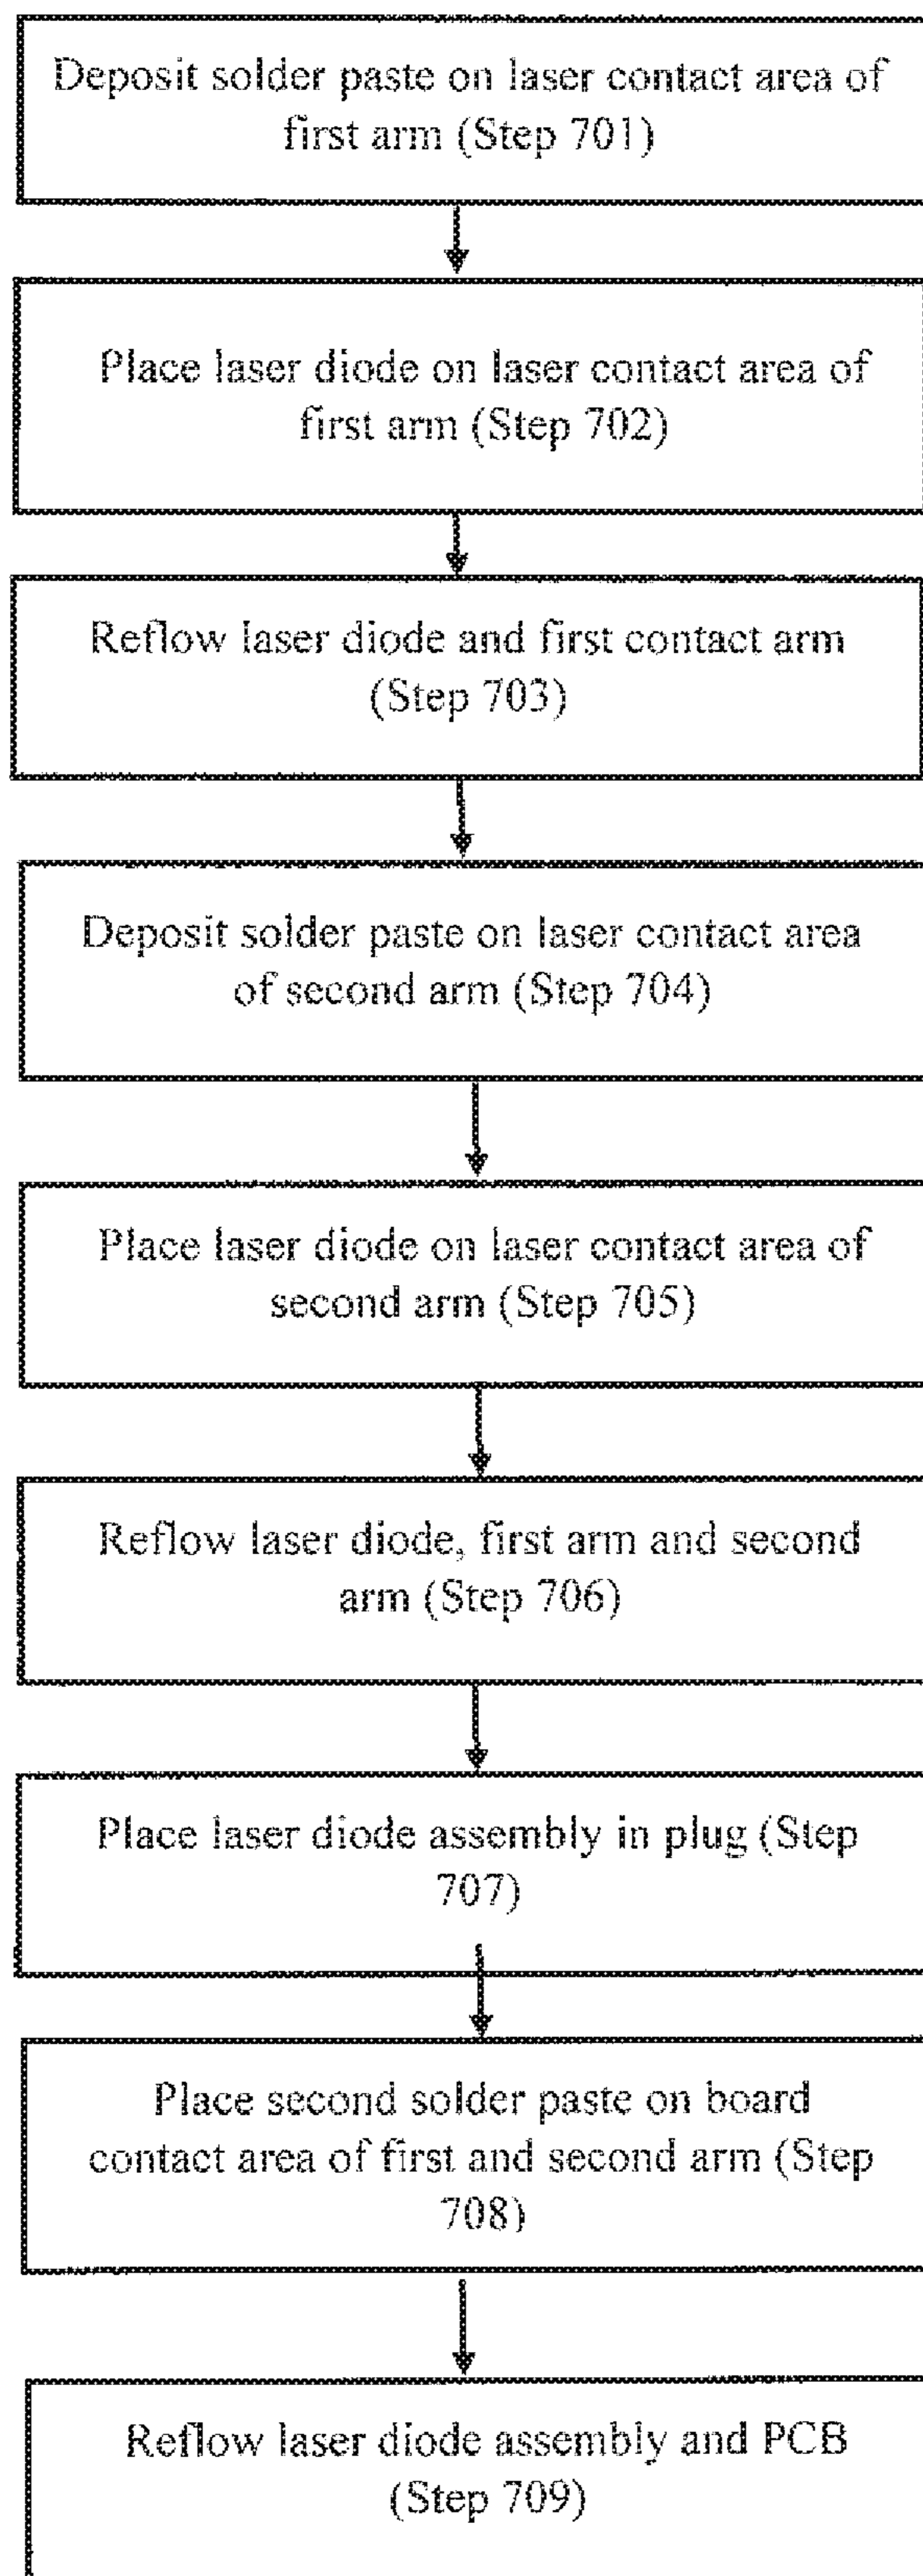 Deposit solder paste on laser contact area of
first arm (Step 701)
Place laser diode on laser contact area of
first arm (Step 702)
Reflow laser diode and first contact arm
(Step 703)
Deposit solder paste on laser contact area
of second arm (Step 704)
Place laser diode on laser contact area of
second arm (Step 705)
Reflow laser diode, first arm and second
arm (Step 706)
Place laser diode assembly in plug (Step
707)
Place second solder paste on board
contact area of first and second arm (Step
708)
Reflow laser diode assembly and PCB
(Step 709)